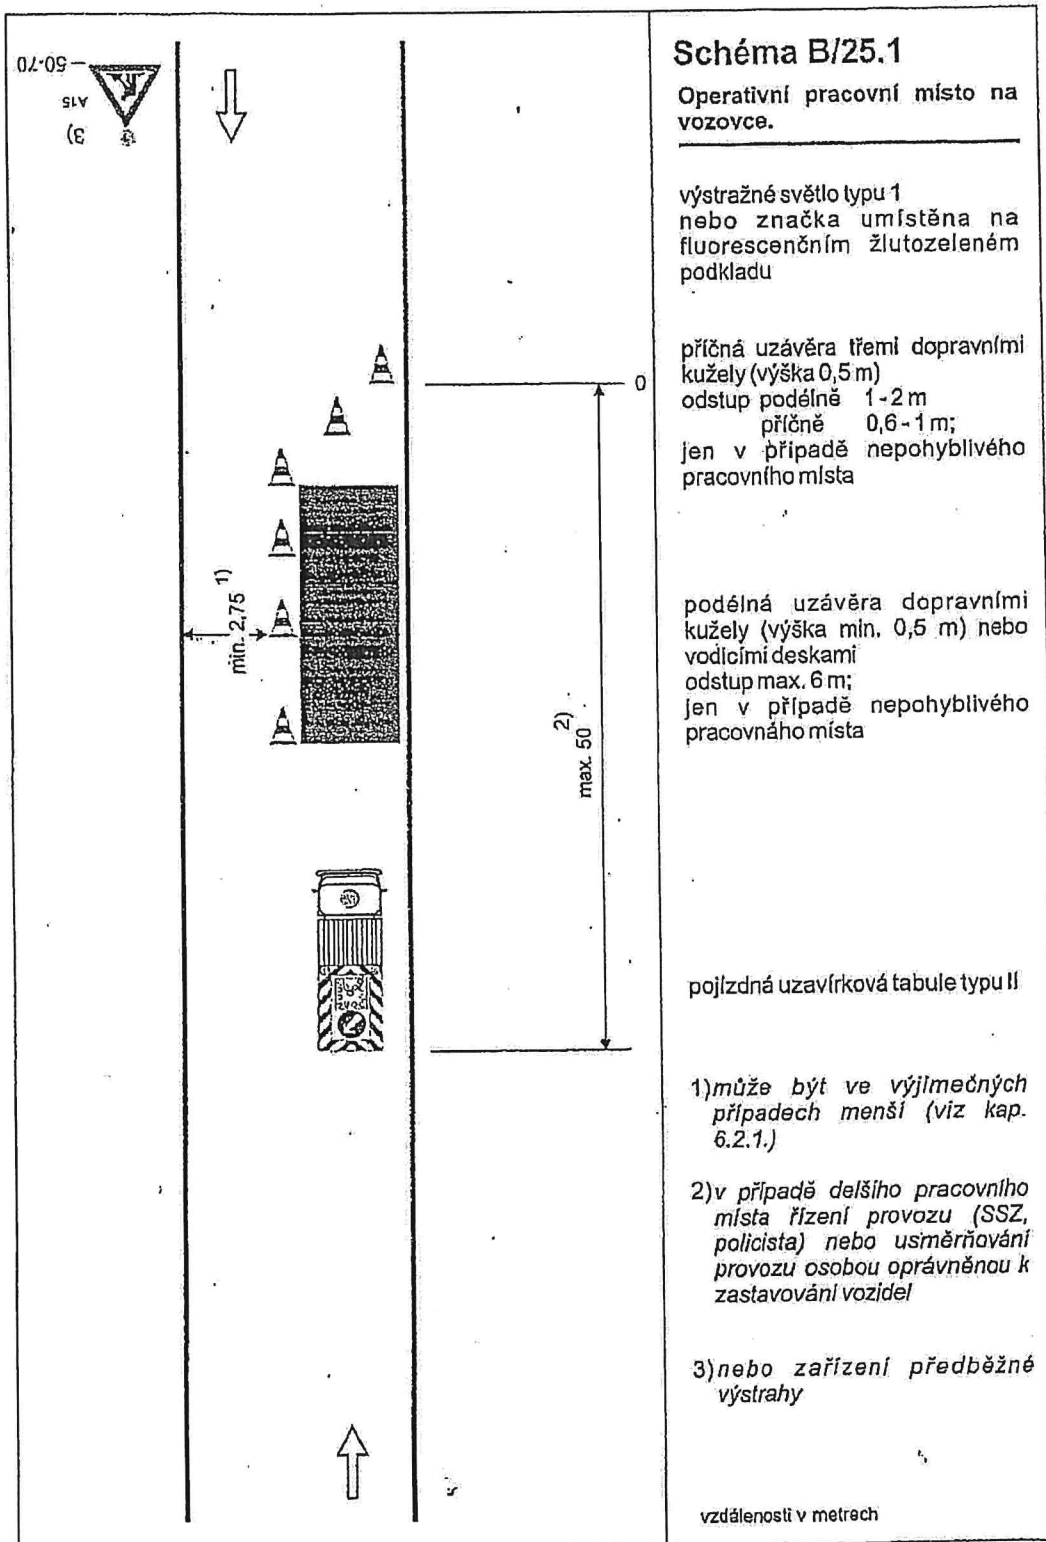 Schéma B/25.1
Operativní pracovní místo na
vozovce.
50-70
A15
3)
výstražné světlo typu 1
nebo značka umístěna na
fluorescenčním žlutozeleném
podkladu
0
příčná uzávěra třemi dopravními
kužely (výška 0,5 m)
odstup podélně 1-2 m
příčně 0,6-1 m;
jen v případě nepohyblivého
pracovního místa
min. 2,75 1)
podélná uzávěra dopravními
kužely (výška min. 0,5 m) nebo
vodicími deskami
odstup max. 6 m;
jen v případě nepohyblivého
pracovnáho místa
max. 50 2)
pojízdná uzavírková tabule typu II
1)může být ve výjimečných
případech menší (viz kap.
6.2.1.)
2)v případě delšího pracovního
místa řízení provozu (SSZ,
policista) nebo usměrňování
provozu osobou oprávněnou k
zastavování vozidel
3)nebo zařízení předběžné
výstrahy
vzdálenosti v metrech